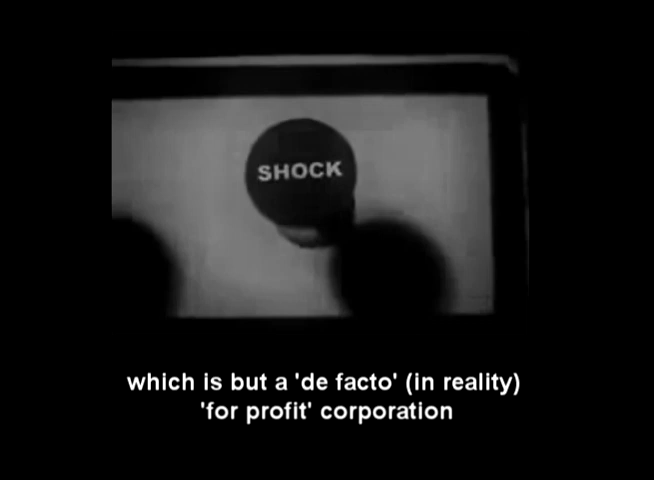 SHOCK
which is but a 'de facto' (in reality)
'for profit' corporation